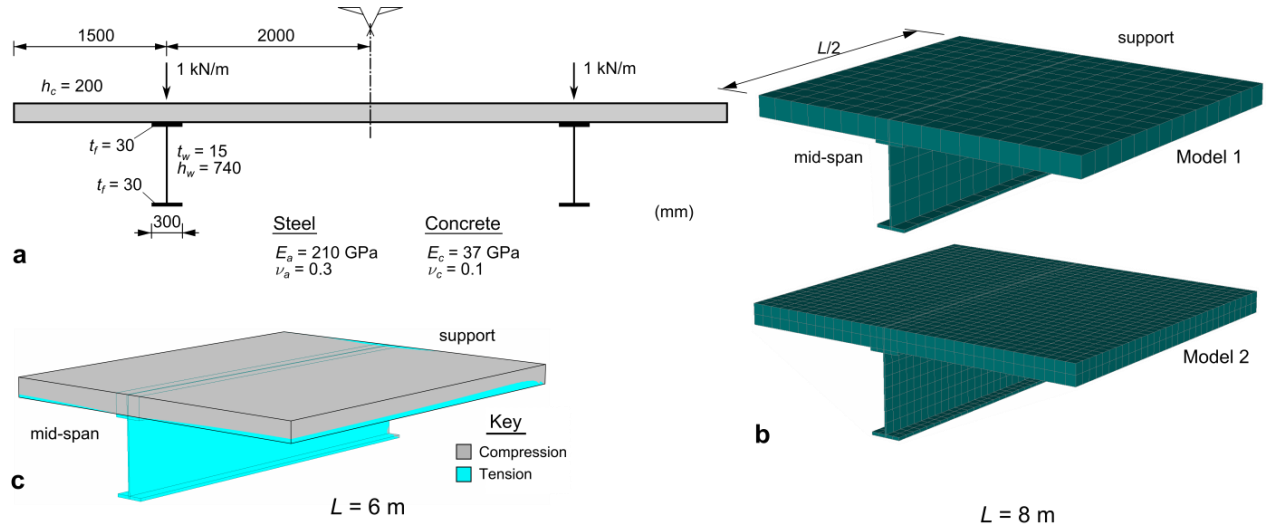 1500
2000
1 kN/m
1 kN/m
h_c = 200
t_f = 30
t_w = 15
h_w = 740
t_f = 30
300
(mm)
Steel
Concrete
E_a = 210 GPa
E_c = 37 GPa
ν_a = 0.3
ν_c = 0.1
a
L/2
support
mid-span
Model 1
Model 2
mid-span
b
L = 8 m
support
mid-span
Key
Compression
Tension
c
L = 6 m